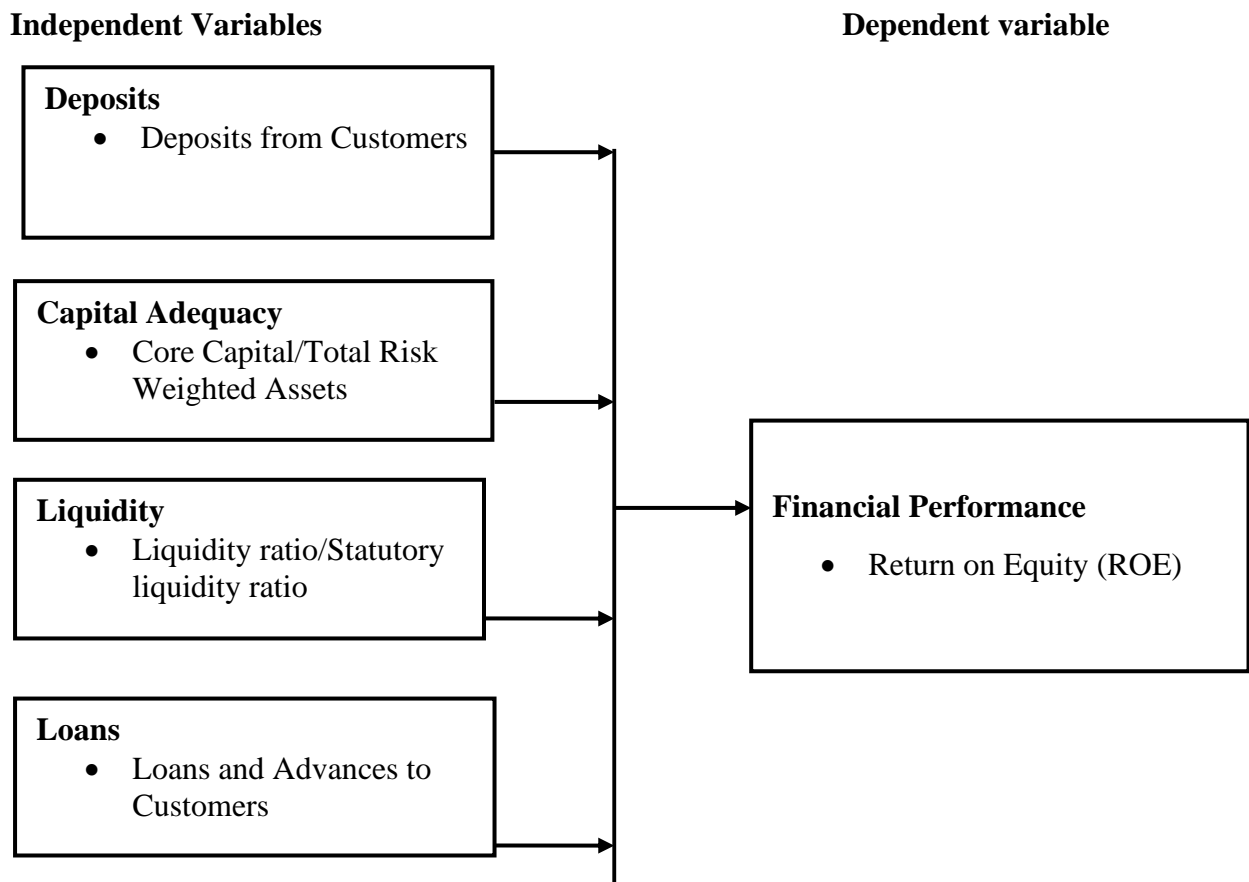 Independent Variables
Dependent variable
Deposits
• Deposits from Customers
Capital Adequacy
• Core Capital/Total Risk
Weighted Assets
Liquidity
• Liquidity ratio/Statutory
liquidity ratio
Loans
• Loans and Advances to
Customers
Financial Performance
• Return on Equity (ROE)